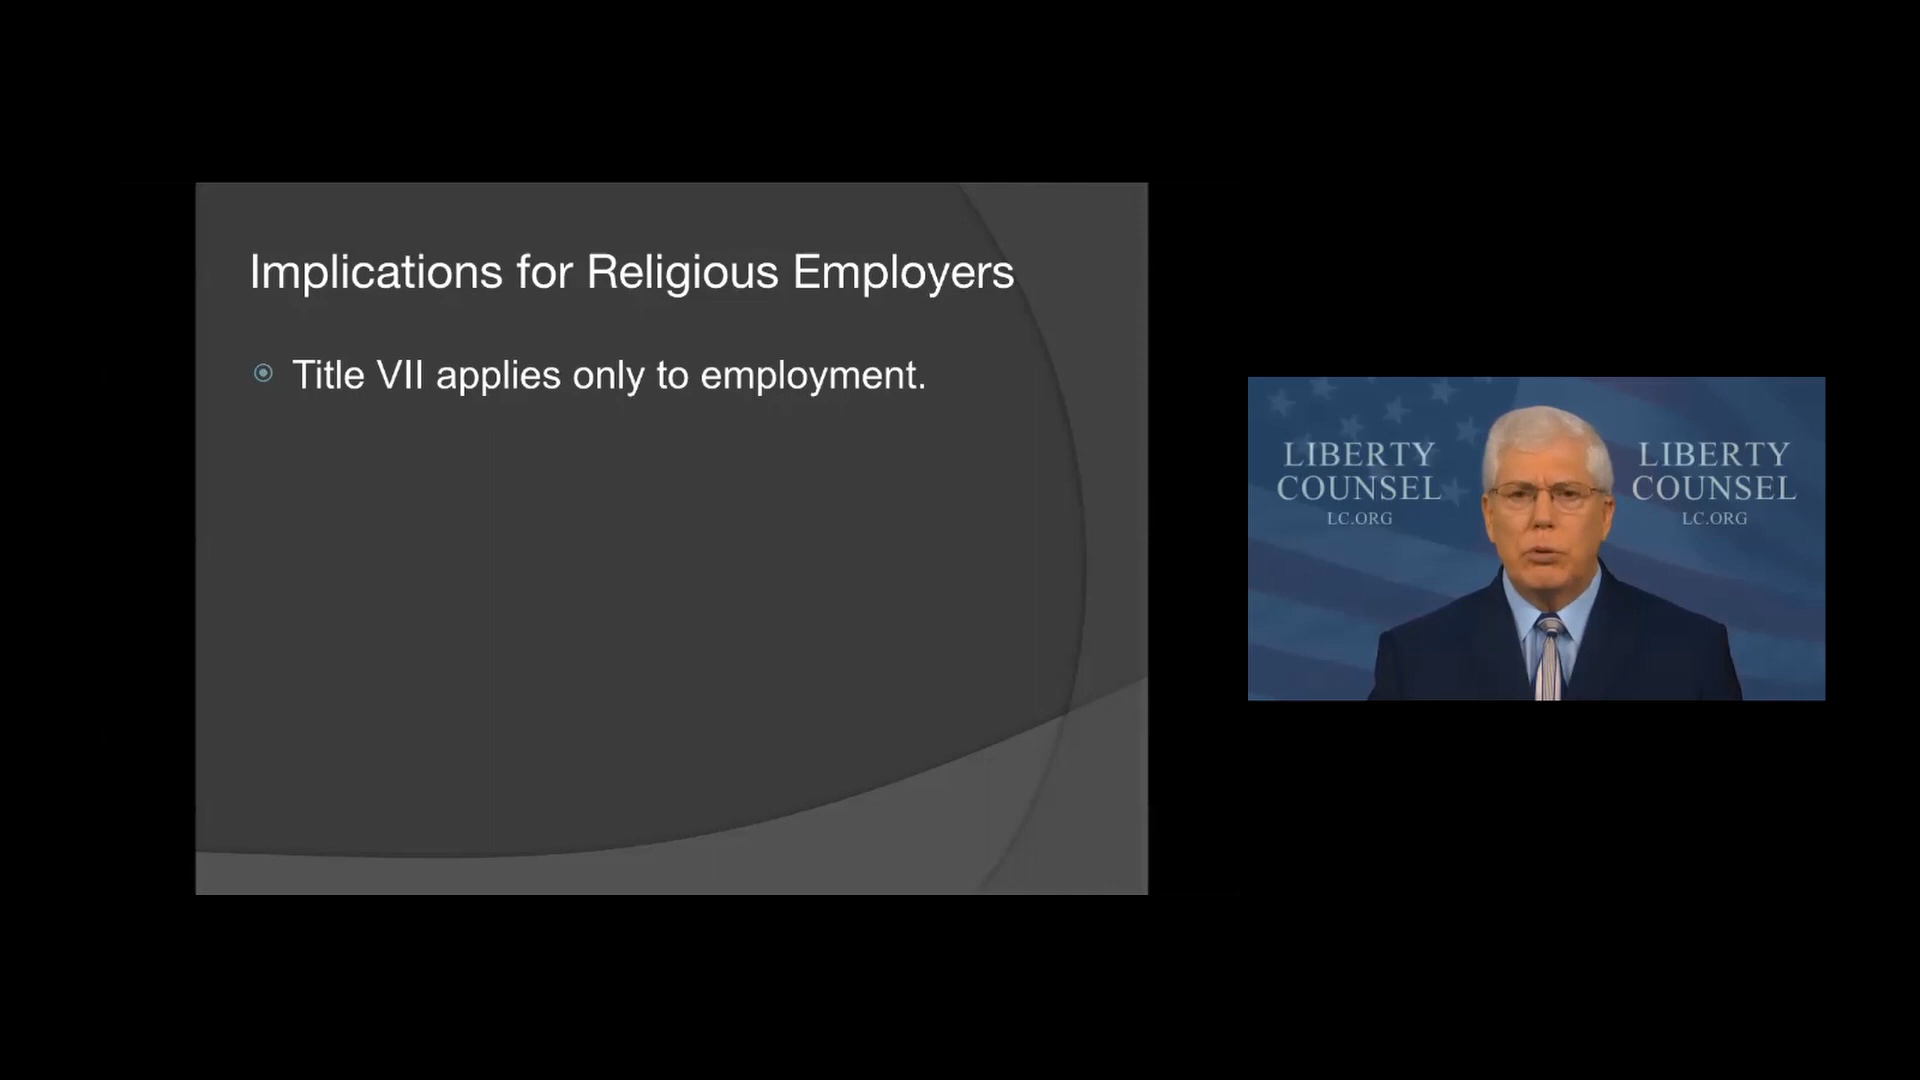 Implications for Religious Employers
Title VII applies only to employment.
LIBERTY
COUNSEL
LC.ORG
LIBERTY
COUNSEL
LC.ORG